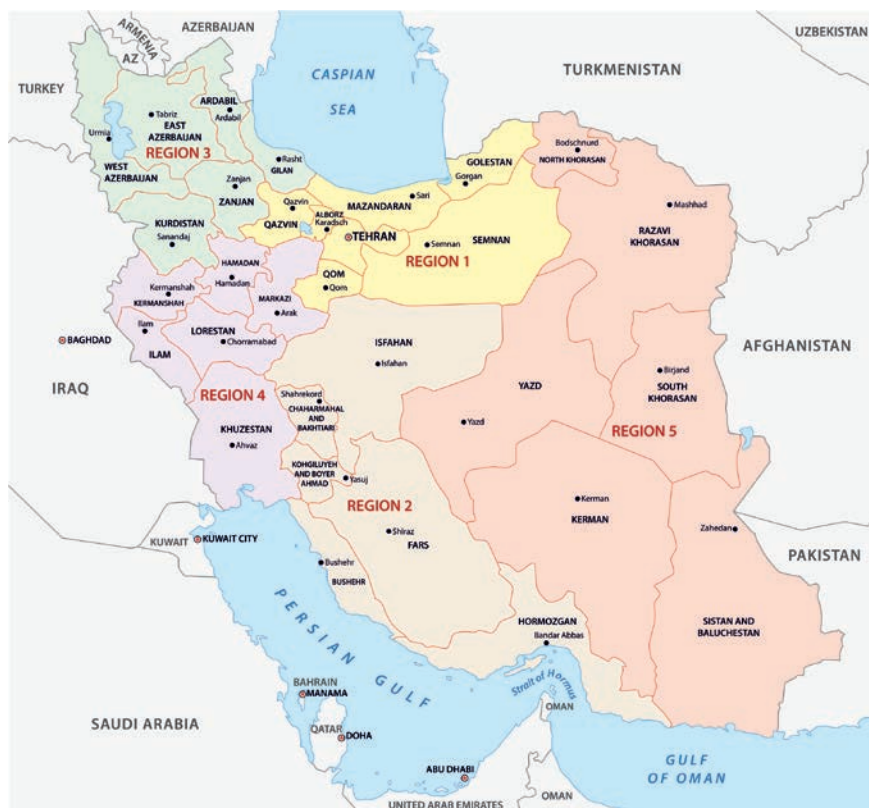 AZERBAIJAN
ARMENIA
AZ
UZBEKISTAN
TURKEY
CASPIAN
SEA
TURKMENISTAN
ARDABIL
Ardabil
Tabriz
EAST
AZERBAIJAN
Urmia
REGION 3
WEST
AZERBAIJAN
Rasht
GILAN
Zanjan
ZANJAN
KURDISTAN
Sanandaj
Bodschnurd
NORTH KHORASAN
GOLESTAN
Gorgan
Sari
MAZANDARAN
Qazvin
QAZVIN
ALBORZ
Karadsch
TEHRAN
Semnan
SEMNAN
REGION 1
QOM
Qom
Mashhad
RAZAVI
KHORASAN
HAMADAN
Hamadan
Kermanshah
KERMANSHAH
MARKAZI
Arak
Ilam
ILAM
LORESTAN
Chorramabad
BAGHDAD
IRAQ
ISFAHAN
Isfahan
AFGHANISTAN
Birjand
SOUTH
KHORASAN
YAZD
Yazd
REGION 5
REGION 4
KHUZESTAN
Ahvaz
Shahrekord
CHAHARMAHAL
AND
BAKHTIARI
KOHGILUYEH
AND BOYER
AHMAD
Yasuj
REGION 2
Shiraz
FARS
Kerman
KERMAN
Zahedan
PAKISTAN
KUWAIT
KUWAIT CITY
Bushehr
BUSHEHR
PERSIAN GULF
HORMOZGAN
Bandar Abbas
SISTAN AND
BALUCHESTAN
Strait of Hormus
BAHRAIN
MANAMA
OMAN
SAUDI ARABIA
QATAR
DOHA
ABU DHABI
GULF
OF OMAN
UNITED ARAB EMIRATES
OMAN